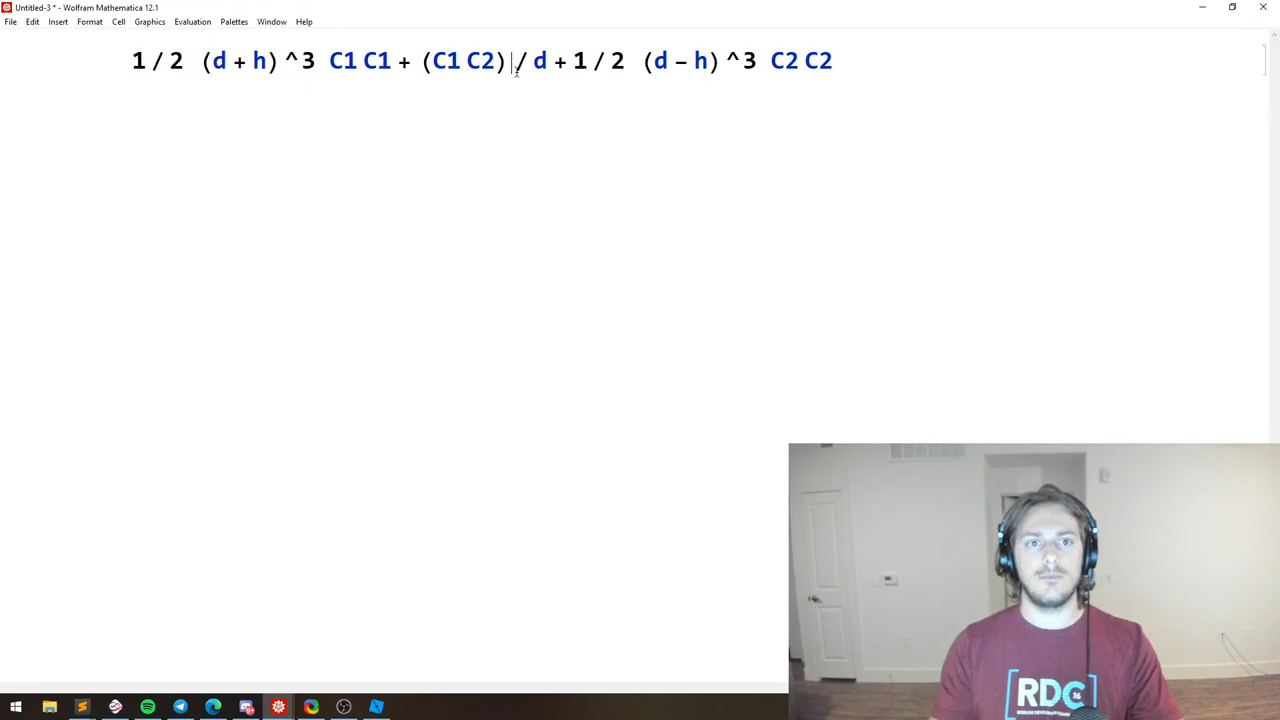 Untitled-3 * - Wolfram Mathematica 12.1
File Edit Insert Format Cell Graphics Evaluation Palettes Window Help
1 / 2 (d + h) ^ 3 C1 C1 + (C1 C2) / d + 1 / 2 (d - h) ^ 3 C2 C2
RDC